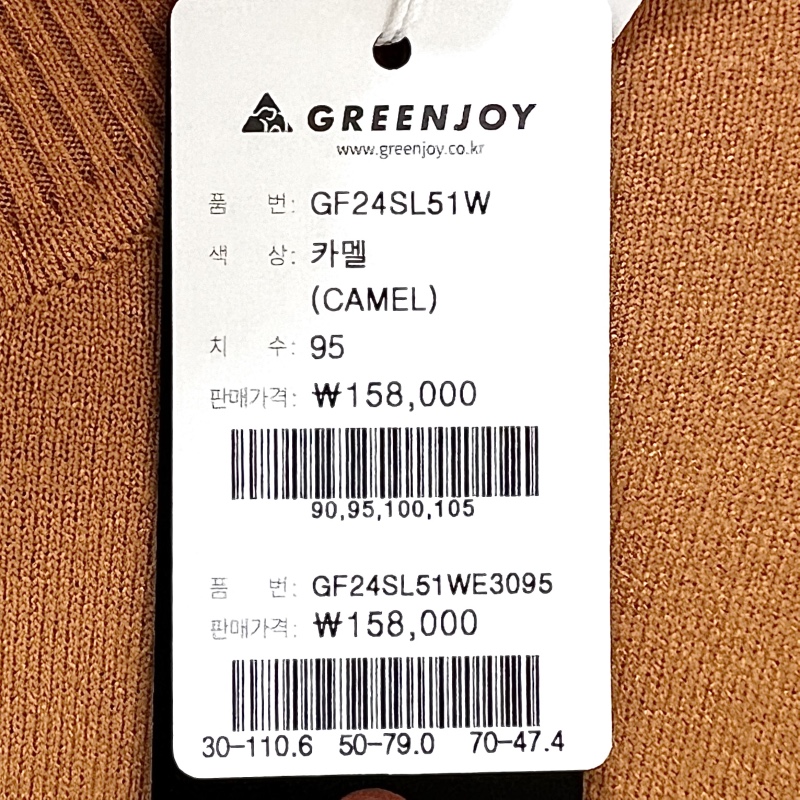 GREENJOY
www.greenjoy.co.kr
품 번: GF24SL51W
색 상: 카멜
(CAMEL)
치 수: 95
판매가격: ₩158,000
90,95,100,105
품 번: GF24SL51WE3095
판매가격: ₩158,000
30-110.6 50-79.0 70-47.4